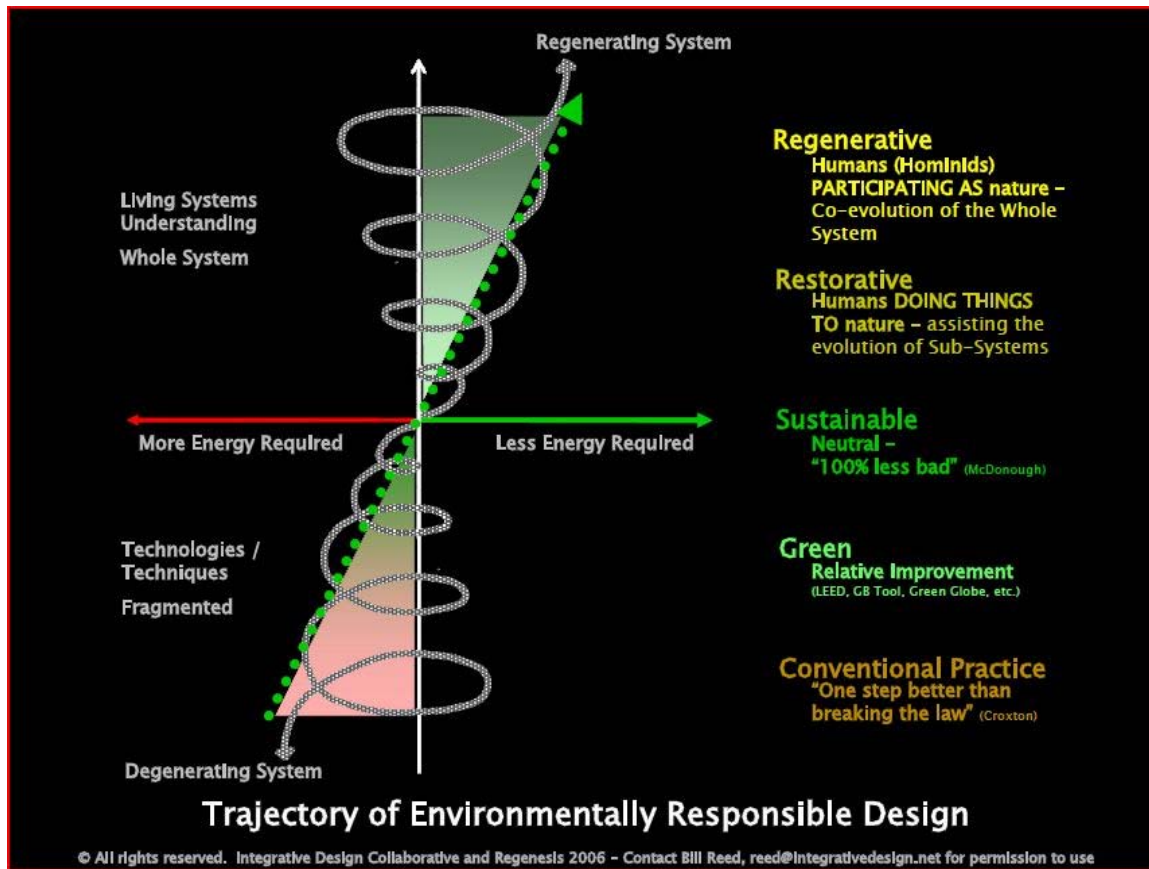 Regenerating System
Living Systems
Understanding
Whole System
More Energy Required
Less Energy Required
Technologies /
Techniques
Fragmented
Degenerating System
Regenerative
Humans (Hominids)
PARTICIPATING AS nature –
Co-evolution of the Whole
System
Restorative
Humans DOING THINGS
TO nature – assisting the
evolution of Sub-Systems
Sustainable
Neutral –
“100% less bad” (McDonough)
Green
Relative Improvement
(LEED, GB Tool, Green Globe, etc.)
Conventional Practice
“One step better than
breaking the law” (Croxton)
Trajectory of Environmentally Responsible Design
© All rights reserved. Integrative Design Collaborative and Regenesis 2006 – Contact Bill Reed, reed@integrativedesign.net for permission to use